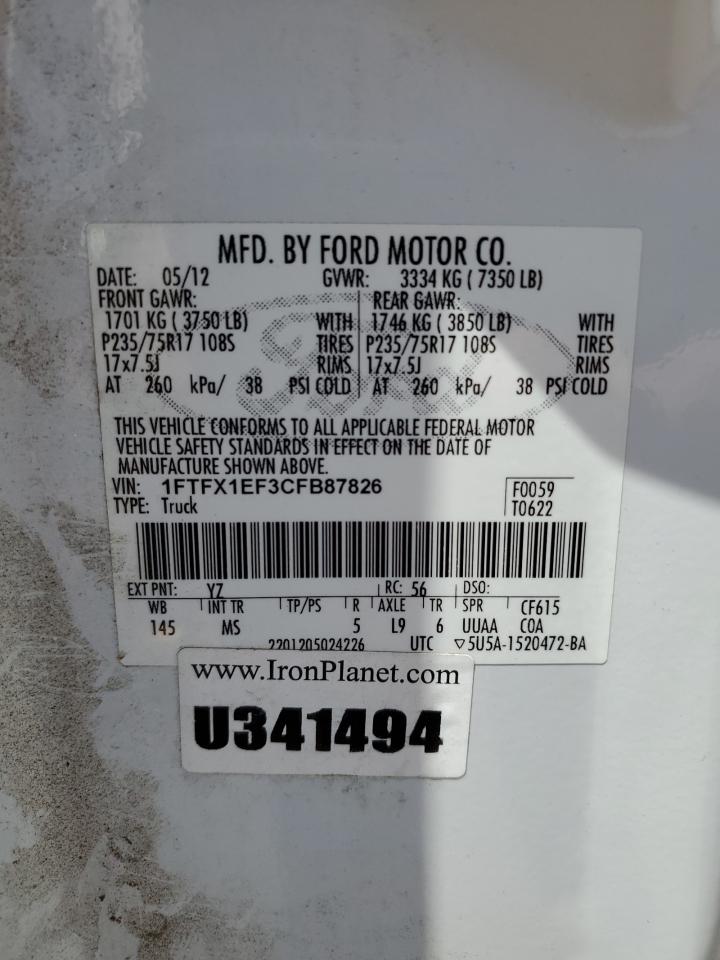 MFD. BY FORD MOTOR CO.
DATE: 05/12 GVWR: 3334 KG ( 7350 LB)
FRONT GAWR: REAR GAWR:
1701 KG ( 3750 LB) WITH 1746 KG ( 3850 LB) WITH
P235/75R17 108S TIRES P235/75R17 108S TIRES
17x7.5J RIMS 17x7.5J RIMS
AT 260 kPa/ 38 PSI COLD AT 260 kPa/ 38 PSI COLD
THIS VEHICLE CONFORMS TO ALL APPLICABLE FEDERAL MOTOR
VEHICLE SAFETY STANDARDS IN EFFECT ON THE DATE OF
MANUFACTURE SHOWN ABOVE.
VIN: 1FTFX1EF3CFB87826 F0059
TYPE: Truck T0622
EXT PNT: YZ RC: 56 DSO:
WB INT TR TP/PS R AXLE TR SPR CF615
145 MS 5 L9 6 UUAA COA
2201205024226 UTC ▽5U5A-1520472-BA
www.IronPlanet.com
U341494